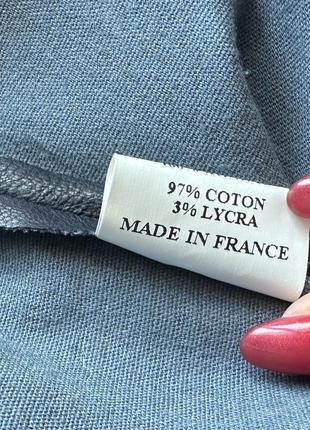 97% COTON
3% LYCRA
MADE IN FRANCE